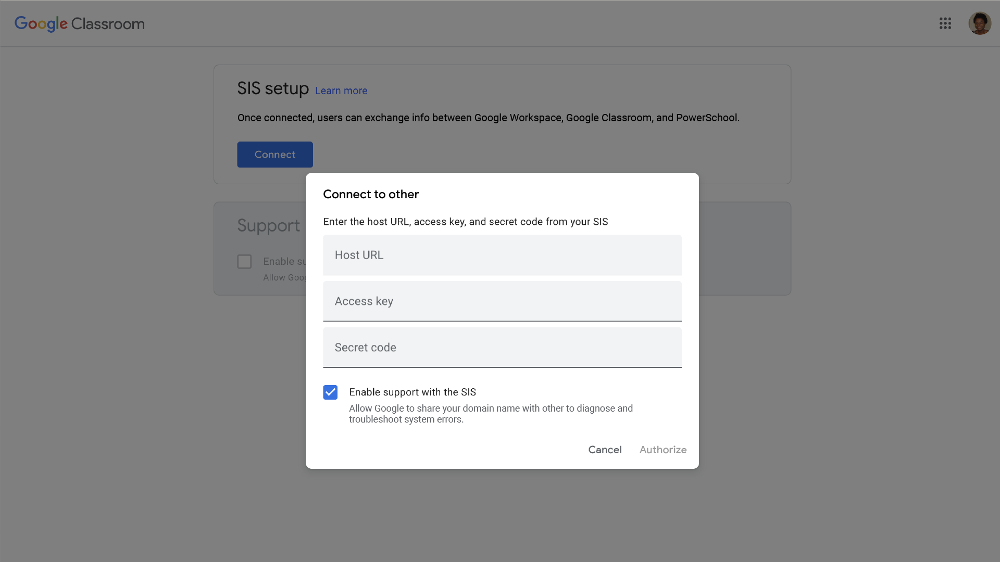 Google Classroom
SIS setup Learn more
Once connected, users can exchange info between Google Workspace, Google Classroom, and PowerSchool.
Connect
Support
Enable su
Allow Goo
Connect to other
Enter the host URL, access key, and secret code from your SIS
Host URL
Access key
Secret code
Enable support with the SIS
Allow Google to share your domain name with other to diagnose and
troubleshoot system errors.
Cancel Authorize